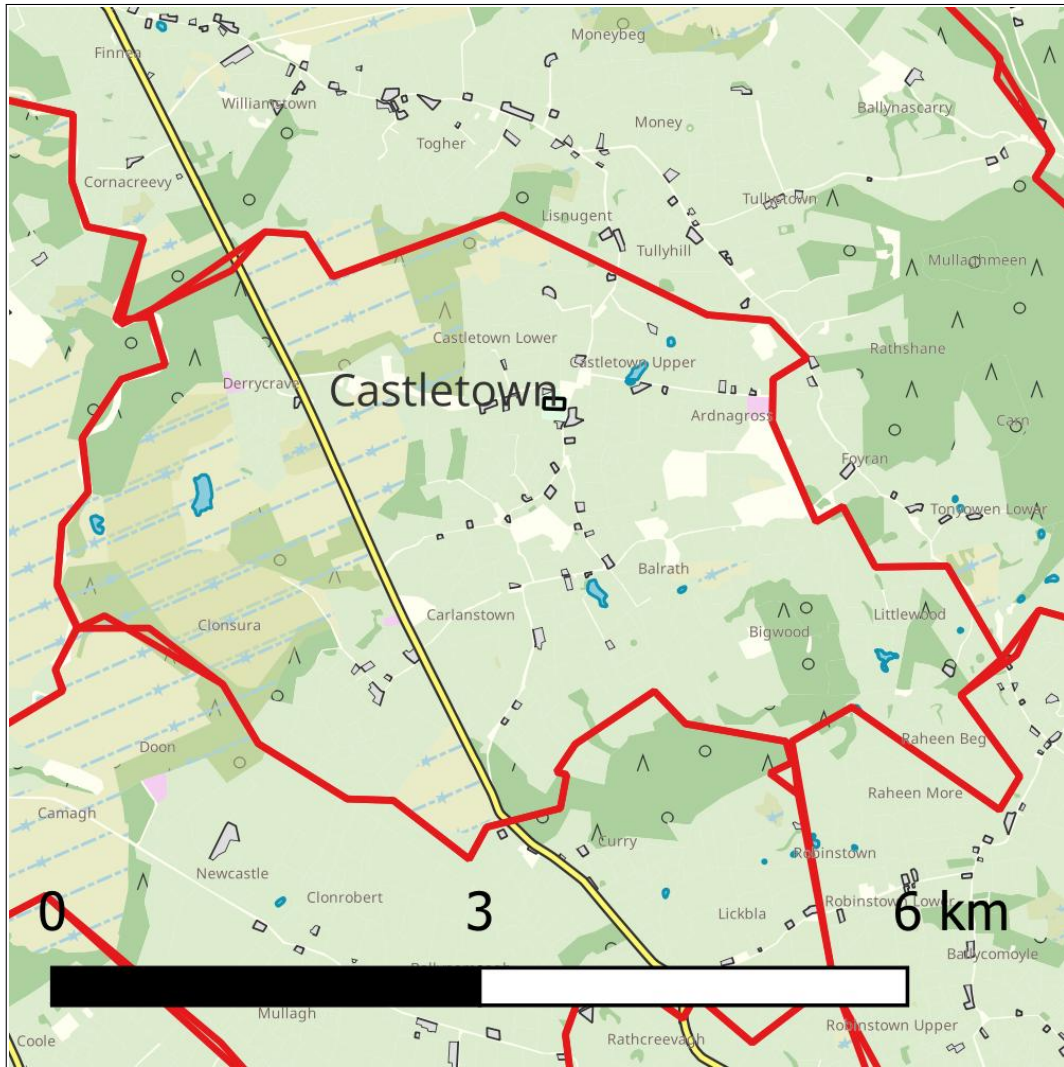 Moneybeg
Finnea
Williamstown
Ballynascarry
Money
Togher
Cornacreevy
Tullystown
Lisnugent
Tullyhill
Mullaghmeen
Castletown Lower
Rathshane
Castletown Upper
Derrycrave
Castletown
Ardnagross
Carn
Foyran
Tonyowen Lower
Balrath
Carlanstown
Littlewood
Clonsura
Bigwood
Doon
Raheen Beg
Raheen More
Camagh
Curry
Robinstown
Newcastle
Clonrobert
Robinstown Lower
Lickbla
0 3 6 km
Ballycomoyle
Mullagh
Robinstown Upper
Coole
Rathcreevagh